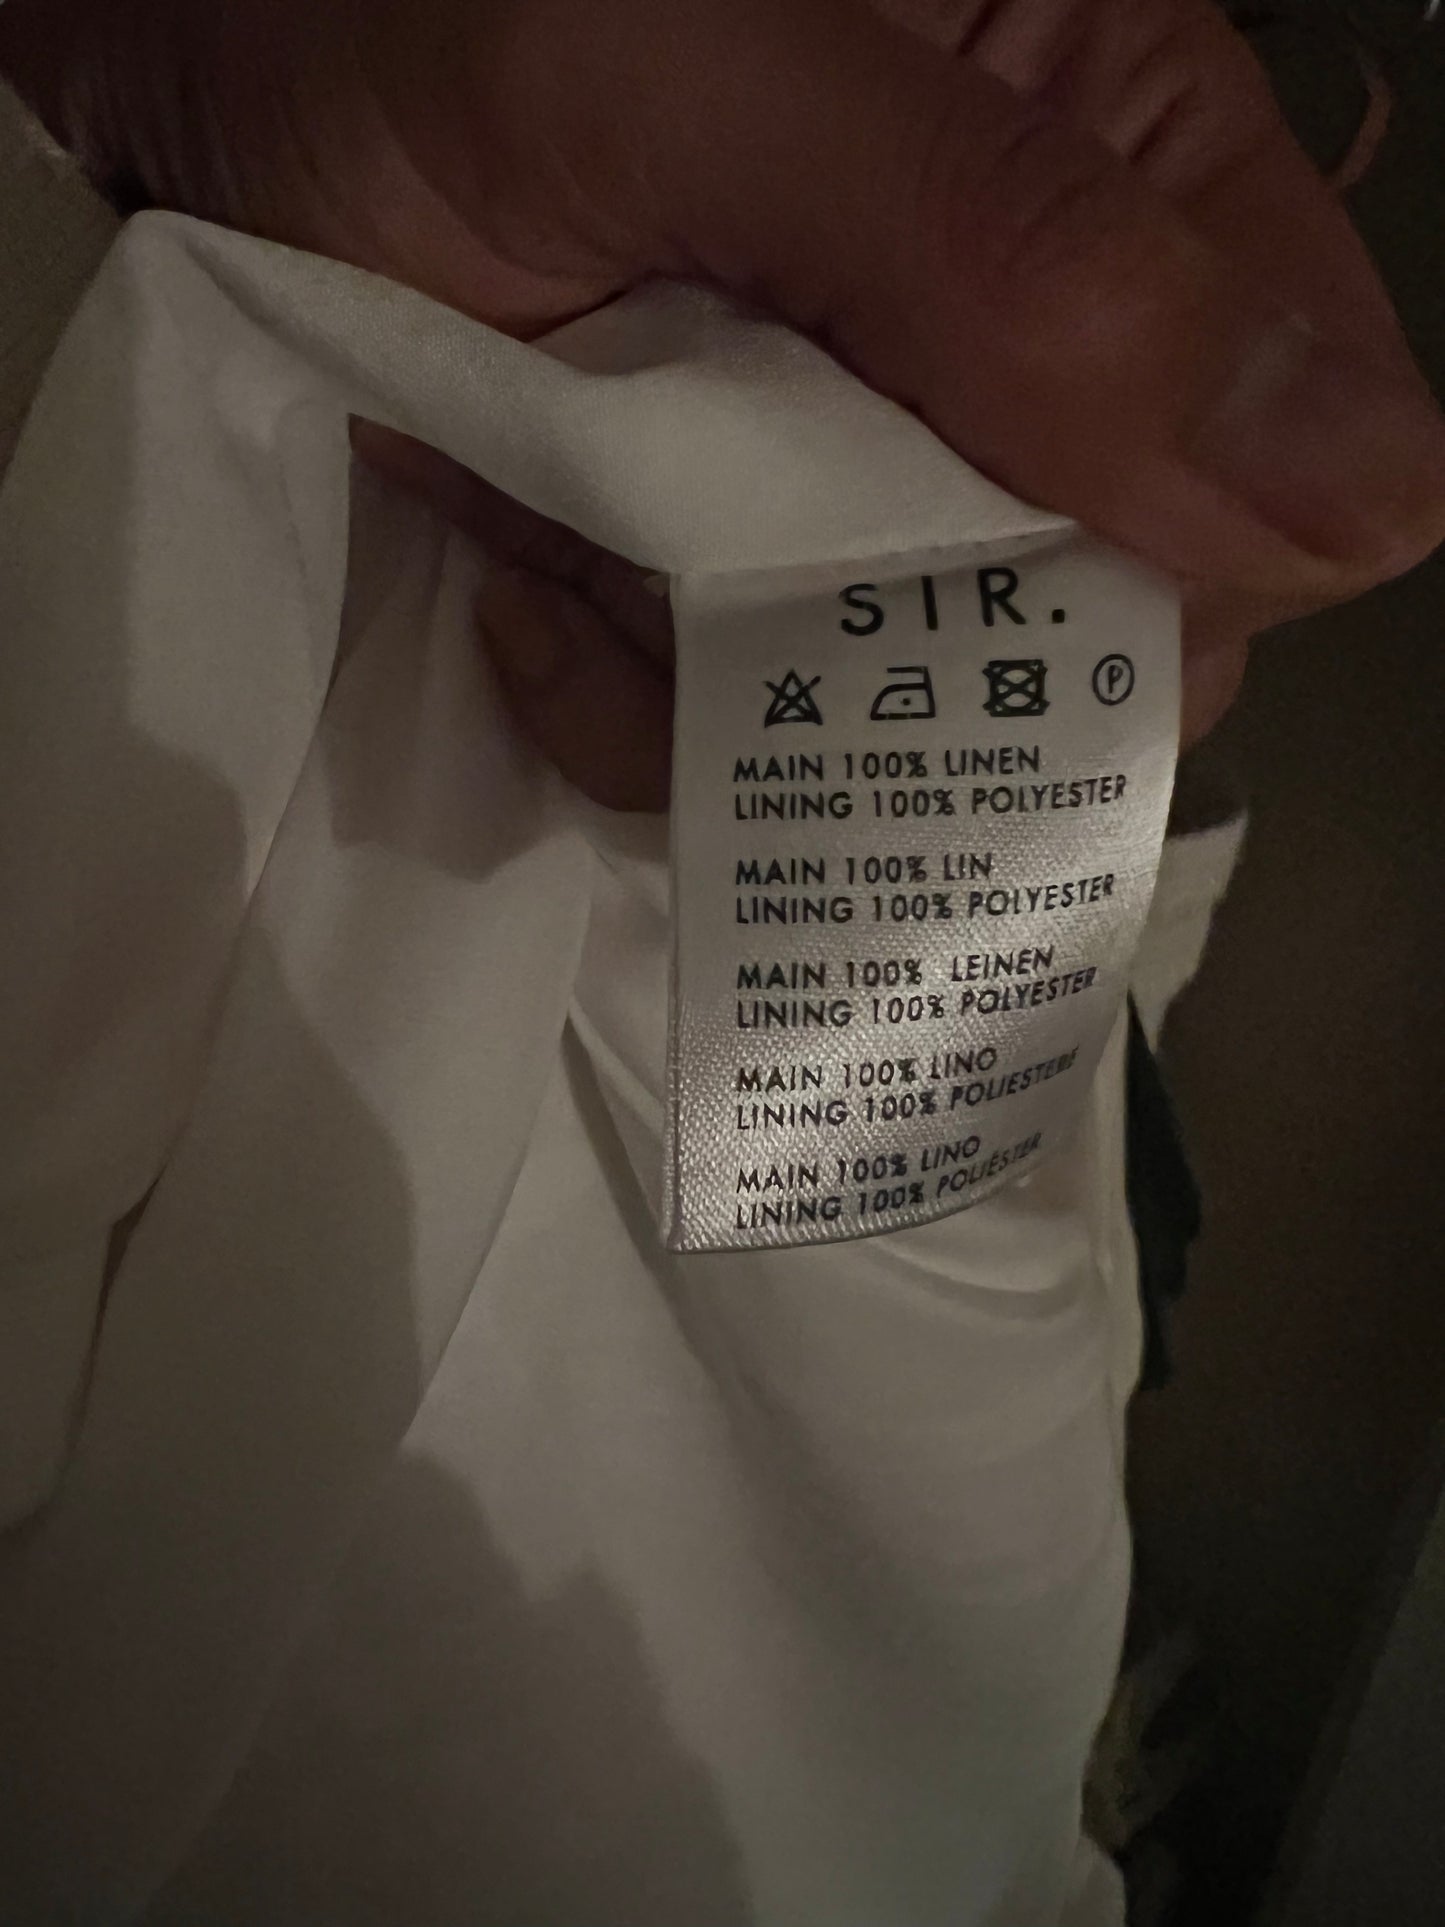 SIR.
P
MAIN 100% LINEN
LINING 100% POLYESTER
MAIN 100% LIN
LINING 100% POLYESTER
MAIN 100% LEINEN
LINING 100% POLYESTER
MAIN 100% LINO
LINING 100% POLIESTERE
MAIN 100% LINO
LINING 100% POLIÉSTER